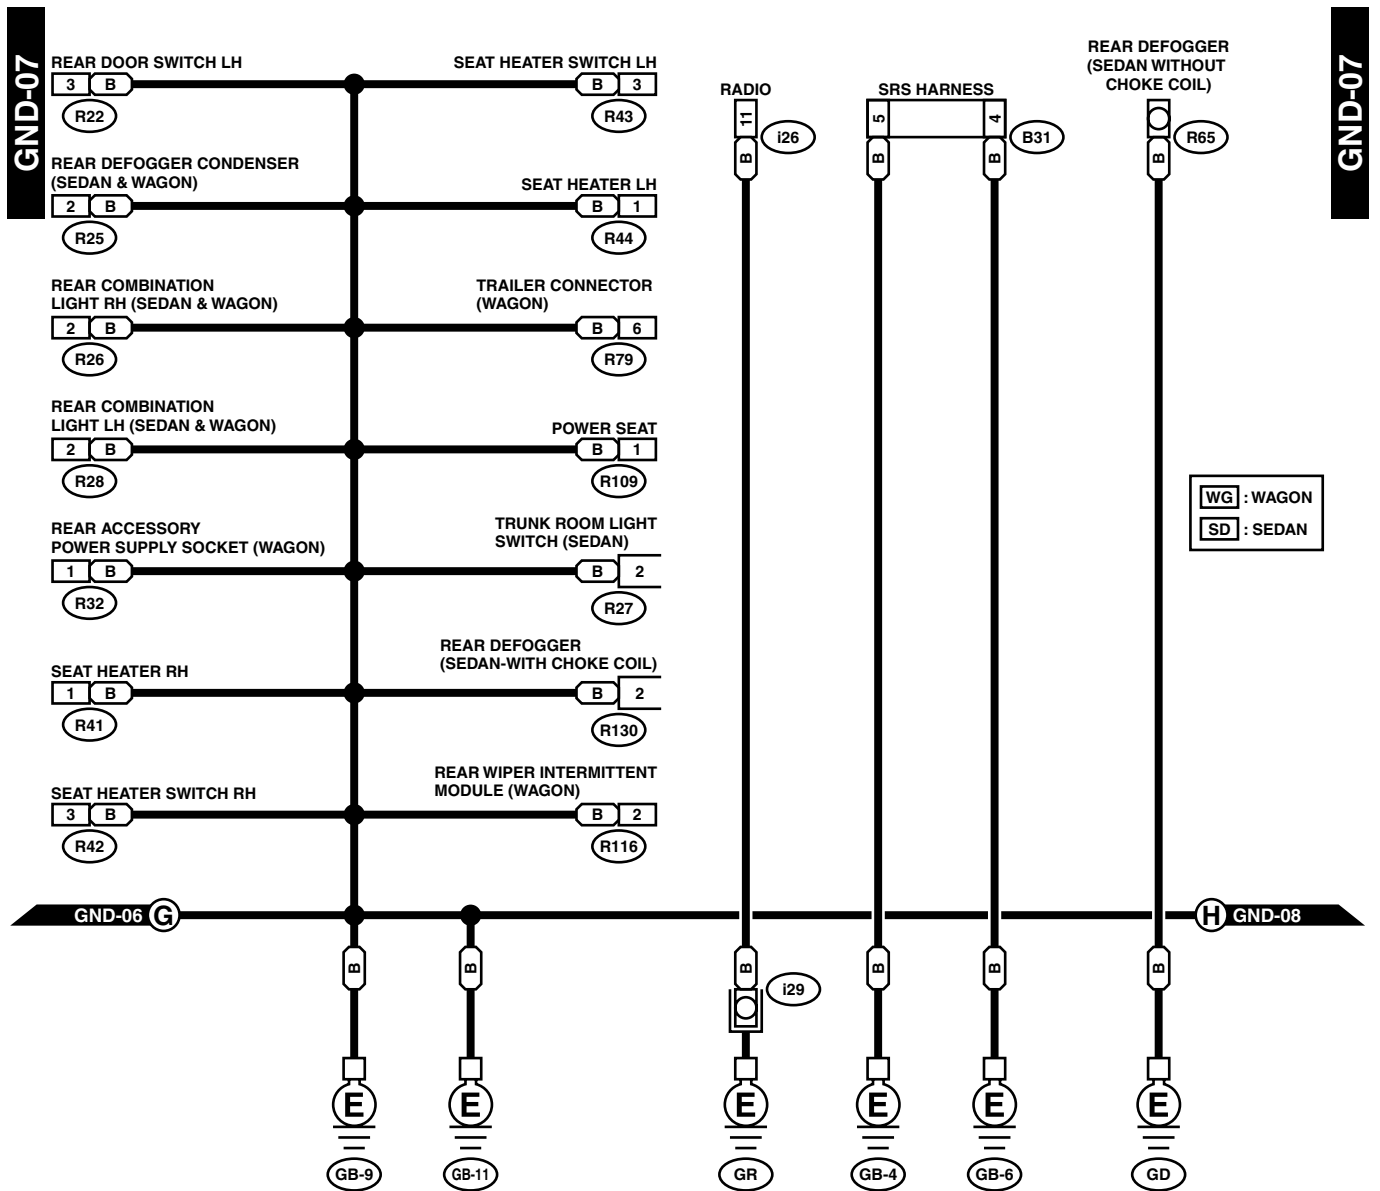 GND-07
GND-07
REAR DOOR SWITCH LH
3 B
R22
SEAT HEATER SWITCH LH
B 3
R43
REAR DEFOGGER CONDENSER
(SEDAN & WAGON)
2 B
R25
SEAT HEATER LH
B 1
R44
REAR COMBINATION
LIGHT RH (SEDAN & WAGON)
2 B
R26
TRAILER CONNECTOR
(WAGON)
B 6
R79
REAR COMBINATION
LIGHT LH (SEDAN & WAGON)
2 B
R28
POWER SEAT
B 1
R109
REAR ACCESSORY
POWER SUPPLY SOCKET (WAGON)
1 B
R32
TRUNK ROOM LIGHT
SWITCH (SEDAN)
B 2
R27
SEAT HEATER RH
1 B
R41
REAR DEFOGGER
(SEDAN-WITH CHOKE COIL)
B 2
R130
SEAT HEATER SWITCH RH
3 B
R42
REAR WIPER INTERMITTENT
MODULE (WAGON)
B 2
R116
RADIO
11
i26
B
SRS HARNESS
5 4
B31
B B
REAR DEFOGGER
(SEDAN WITHOUT
CHOKE COIL)
R65
B
WG : WAGON
SD : SEDAN
GND-06 G
H GND-08
B B B B B B
i29
E E E E E E
GB-9 GB-11 GR GB-4 GB-6 GD